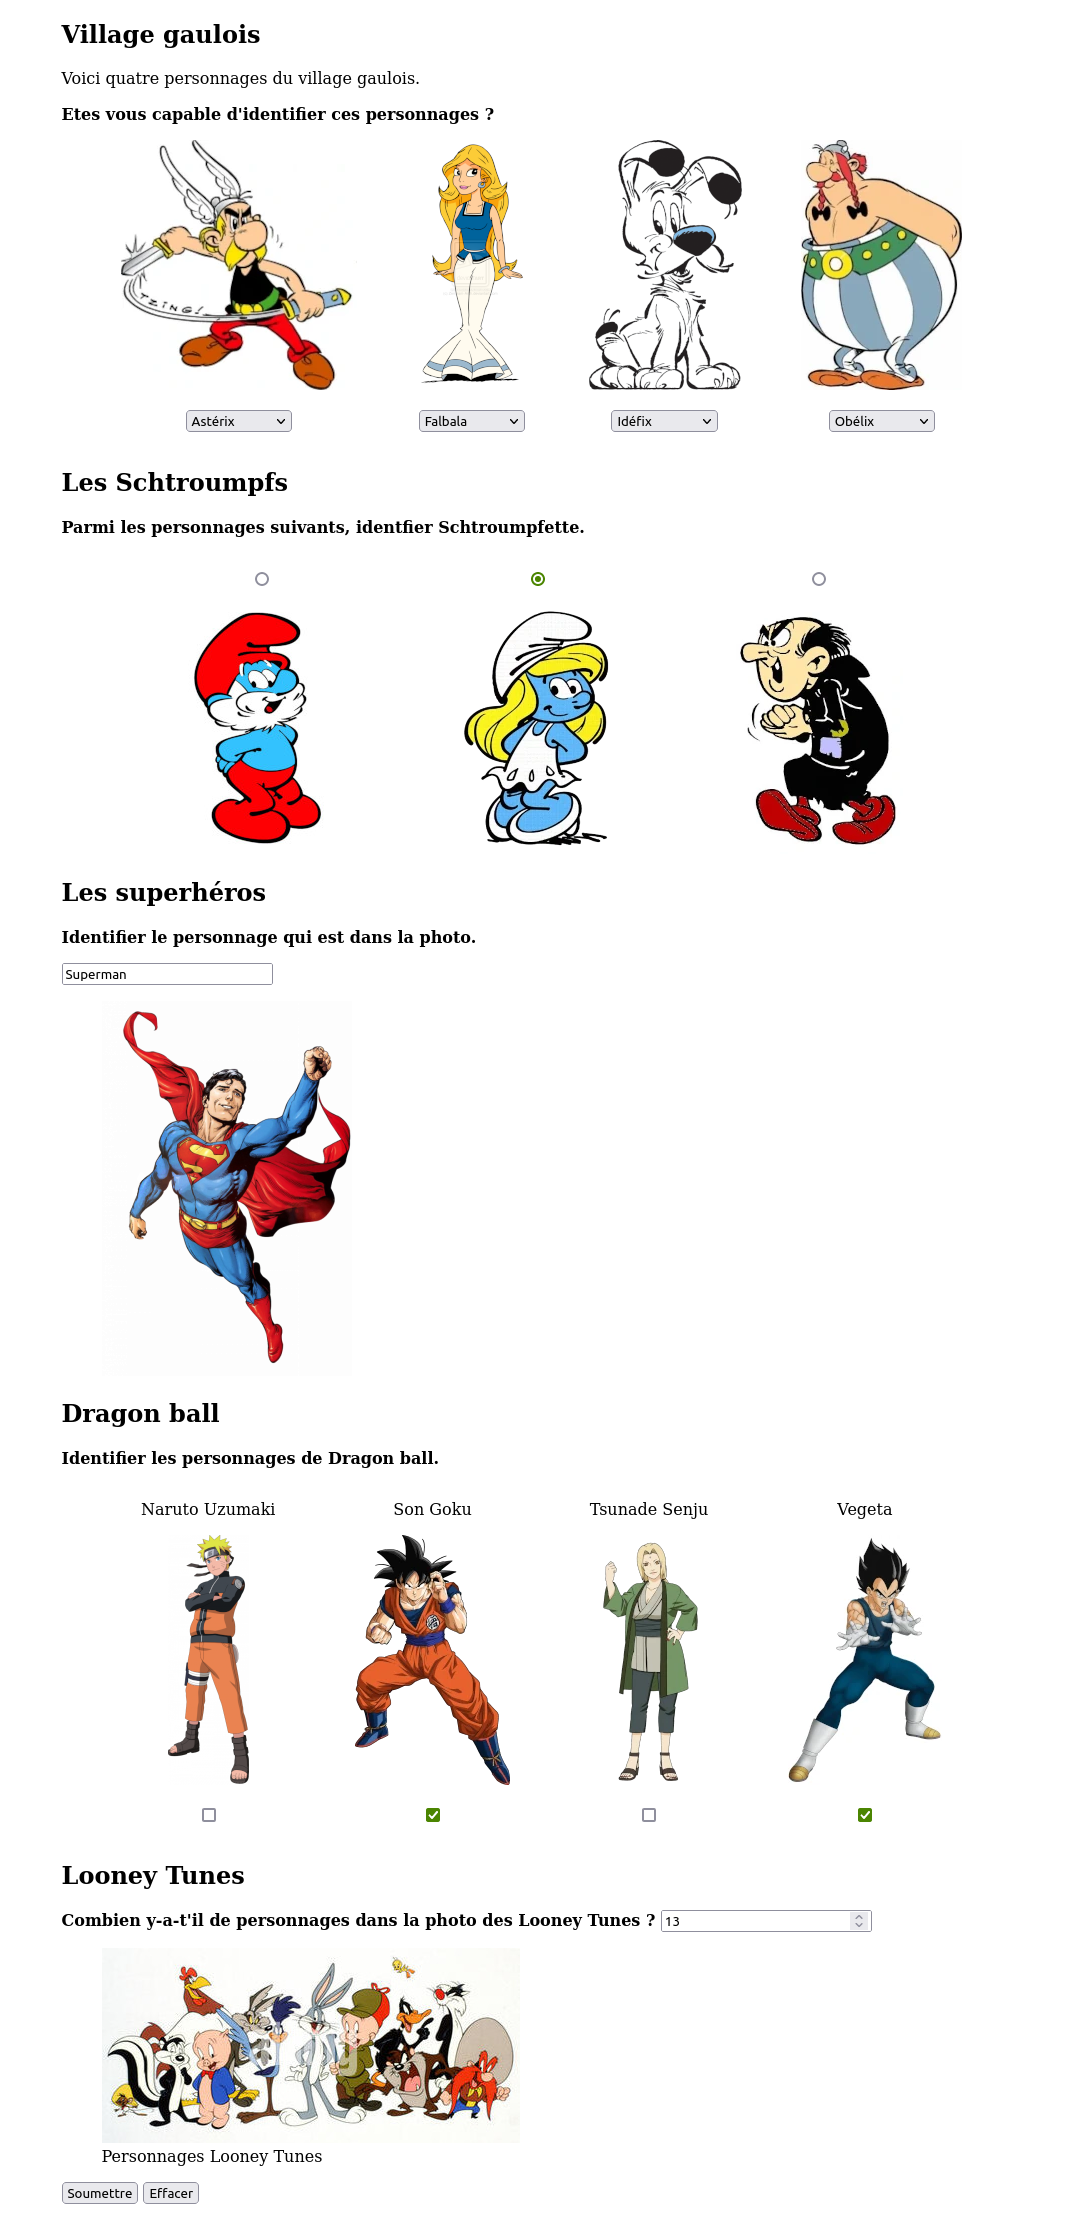 Village gaulois
Voici quatre personnages du village gaulois.
Etes vous capable d'identifier ces personnages ?
TZING!
Astérix Falbala Idéfix Obélix
Les Schtroumpfs
Parmi les personnages suivants, identfier Schtroumpfette.
Les superhéros
Identifier le personnage qui est dans la photo.
Superman
Dragon ball
Identifier les personnages de Dragon ball.
Naruto Uzumaki Son Goku Tsunade Senju Vegeta
Looney Tunes
Combien y-a-t'il de personnages dans la photo des Looney Tunes ? 13
Personnages Looney Tunes
Soumettre Effacer